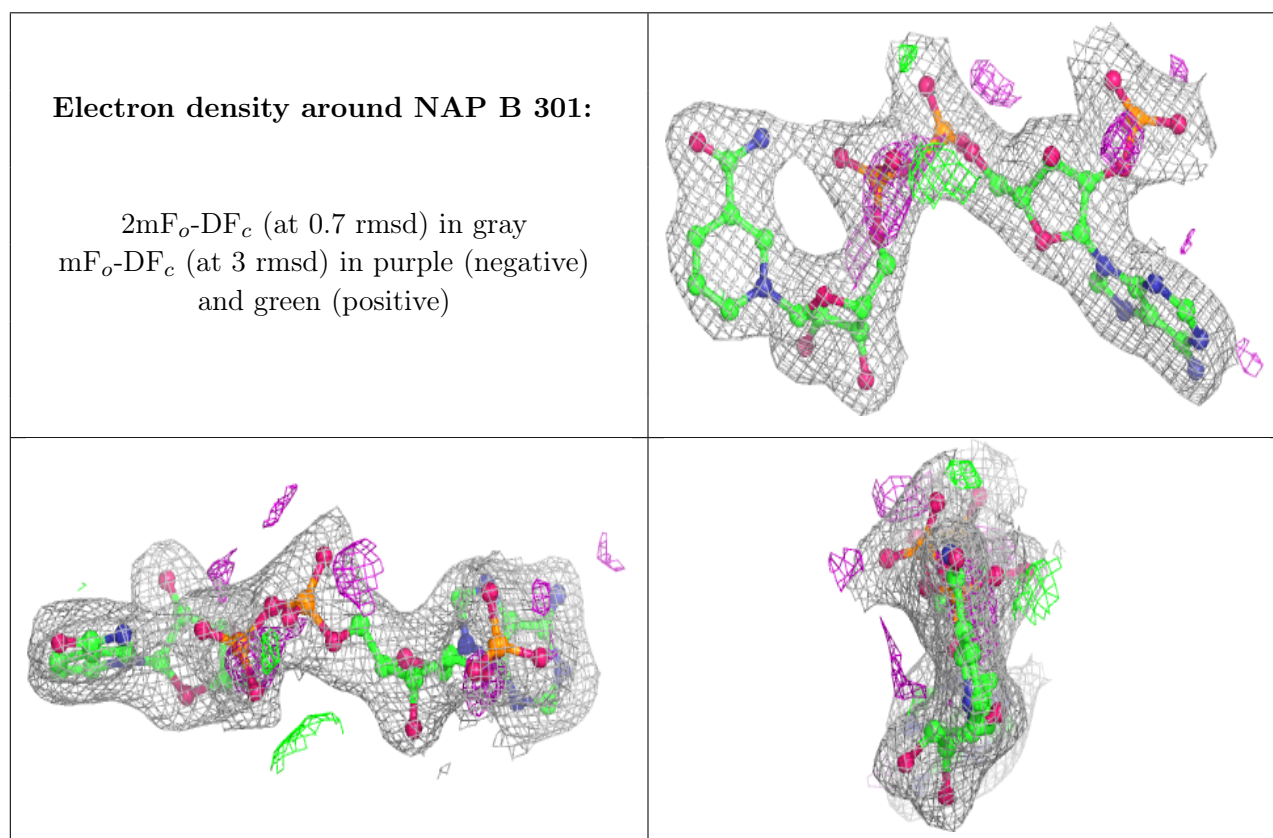 Electron density around NAP B 301:
2mFₒ-DF𝒸 (at 0.7 rmsd) in gray
mFₒ-DF𝒸 (at 3 rmsd) in purple (negative)
and green (positive)